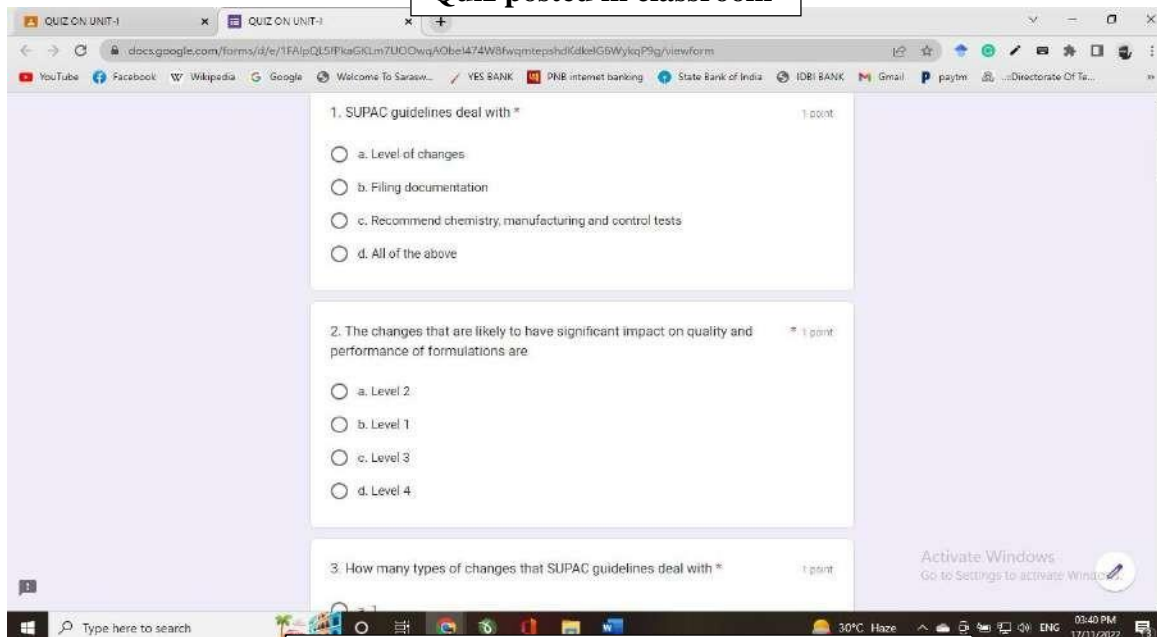 Quiz posted in classroom
QUIZ ON UNIT-I
QUIZ ON UNIT-I
YouTube Facebook Wikipedia Google Welcome To Sarasw... YES BANK PNB internet banking State Bank of India IDBI BANK Gmail paytm ..::Directorate Of Te...
1. SUPAC guidelines deal with *
1 point
a. Level of changes
b. Filing documentation
c. Recommend chemistry, manufacturing and control tests
d. All of the above
2. The changes that are likely to have significant impact on quality and * 1 point
performance of formulations are
a. Level 2
b. Level 1
c. Level 3
d. Level 4
3. How many types of changes that SUPAC guidelines deal with *
1 point
Activate Windows
Go to Settings to activate Windows.
Type here to search
30°C Haze
ENG
03:40 PM
17/11/2022